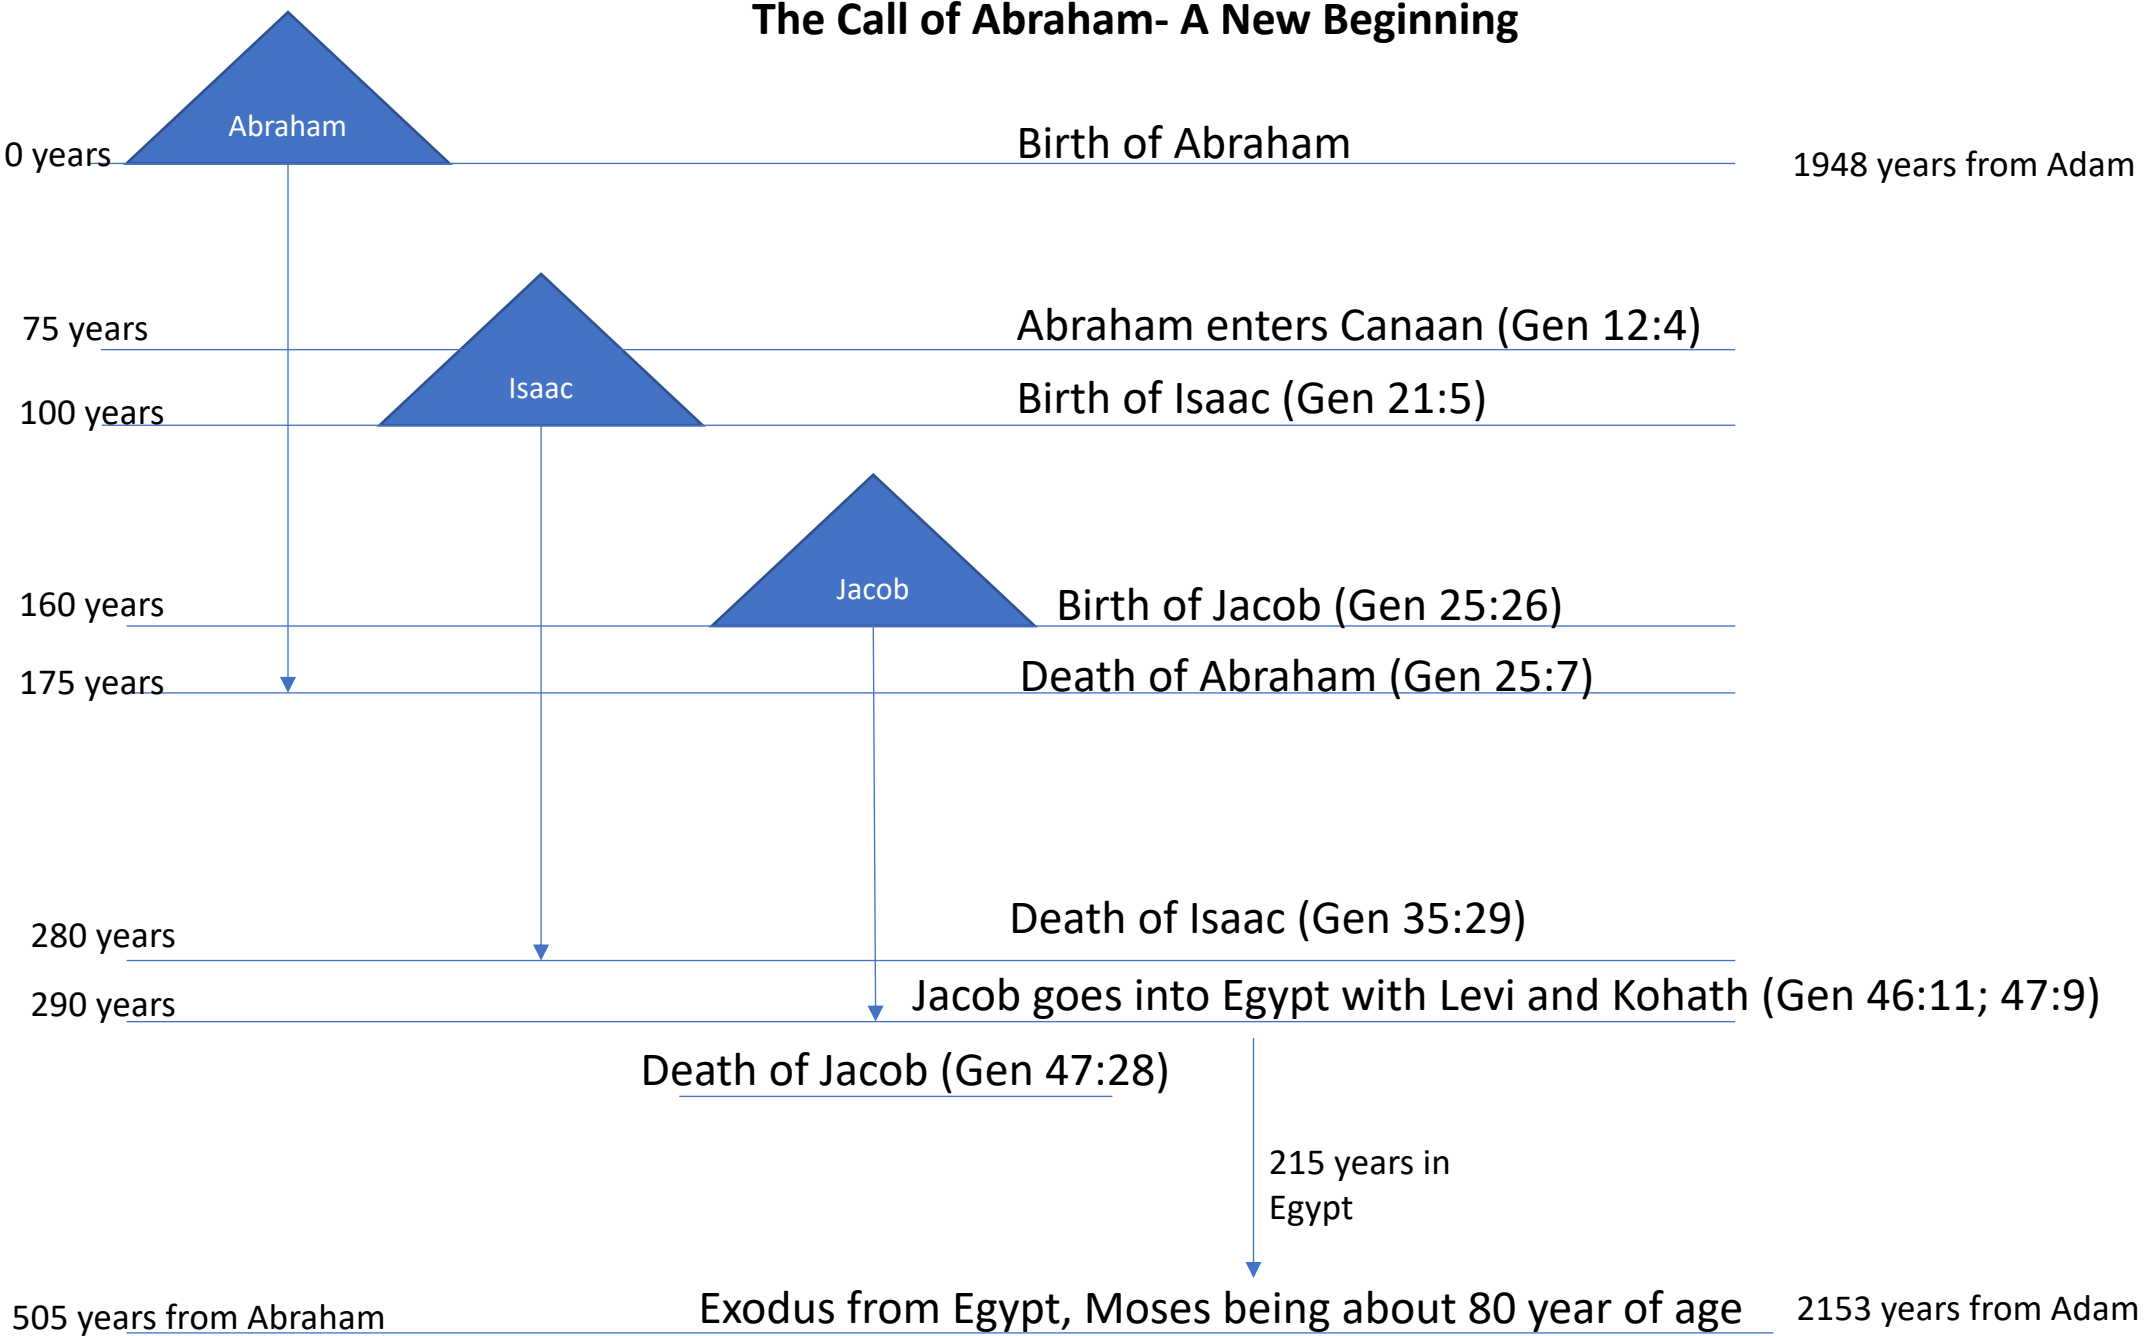 The Call of Abraham- A New Beginning
Abraham
0 years
Birth of Abraham
1948 years from Adam
75 years
Abraham enters Canaan (Gen 12:4)
Isaac
100 years
Birth of Isaac (Gen 21:5)
Jacob
160 years
Birth of Jacob (Gen 25:26)
175 years
Death of Abraham (Gen 25:7)
280 years
Death of Isaac (Gen 35:29)
290 years
Jacob goes into Egypt with Levi and Kohath (Gen 46:11; 47:9)
Death of Jacob (Gen 47:28)
215 years in
Egypt
505 years from Abraham
Exodus from Egypt, Moses being about 80 year of age
2153 years from Adam